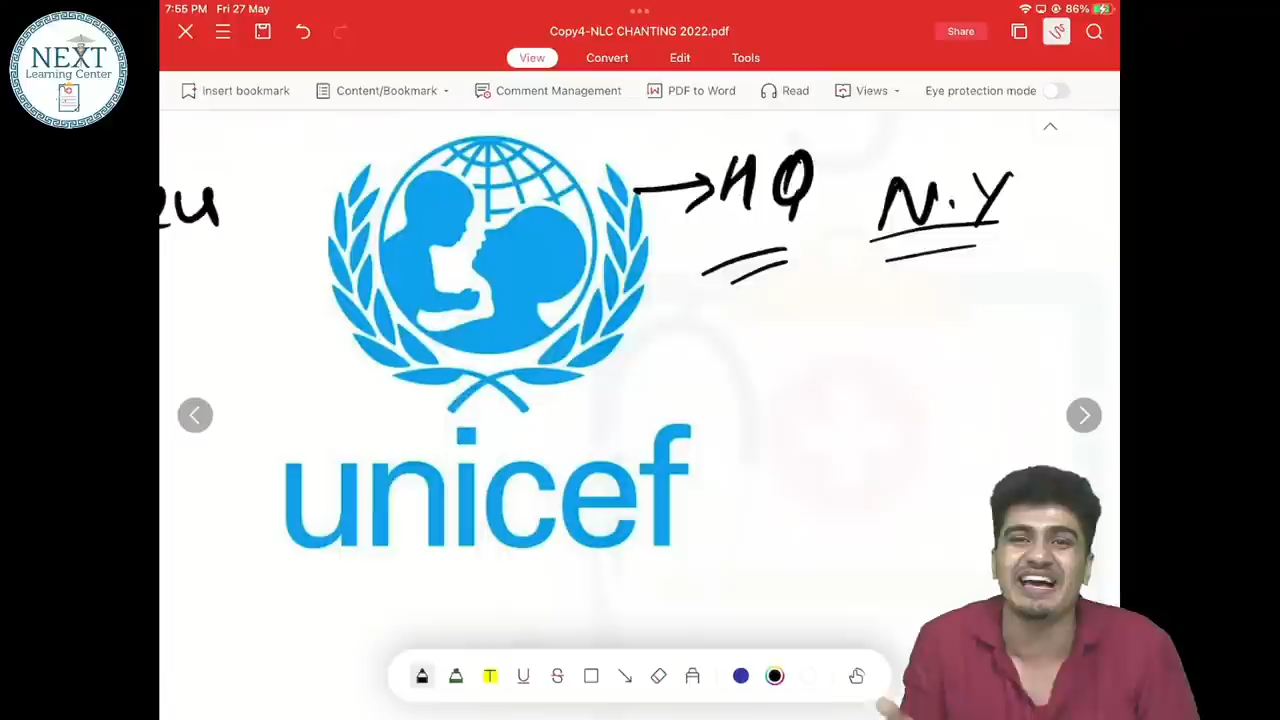 7:55 PM Fri 27 May
86%
NEXT
Learning Center
Copy4-NLC CHANTING 2022.pdf
Share
View
Convert
Edit
Tools
Insert bookmark
Content/Bookmark
Comment Management
PDF to Word
Read
Views
Eye protection mode
→ HQ N.Y
unicef
T U S